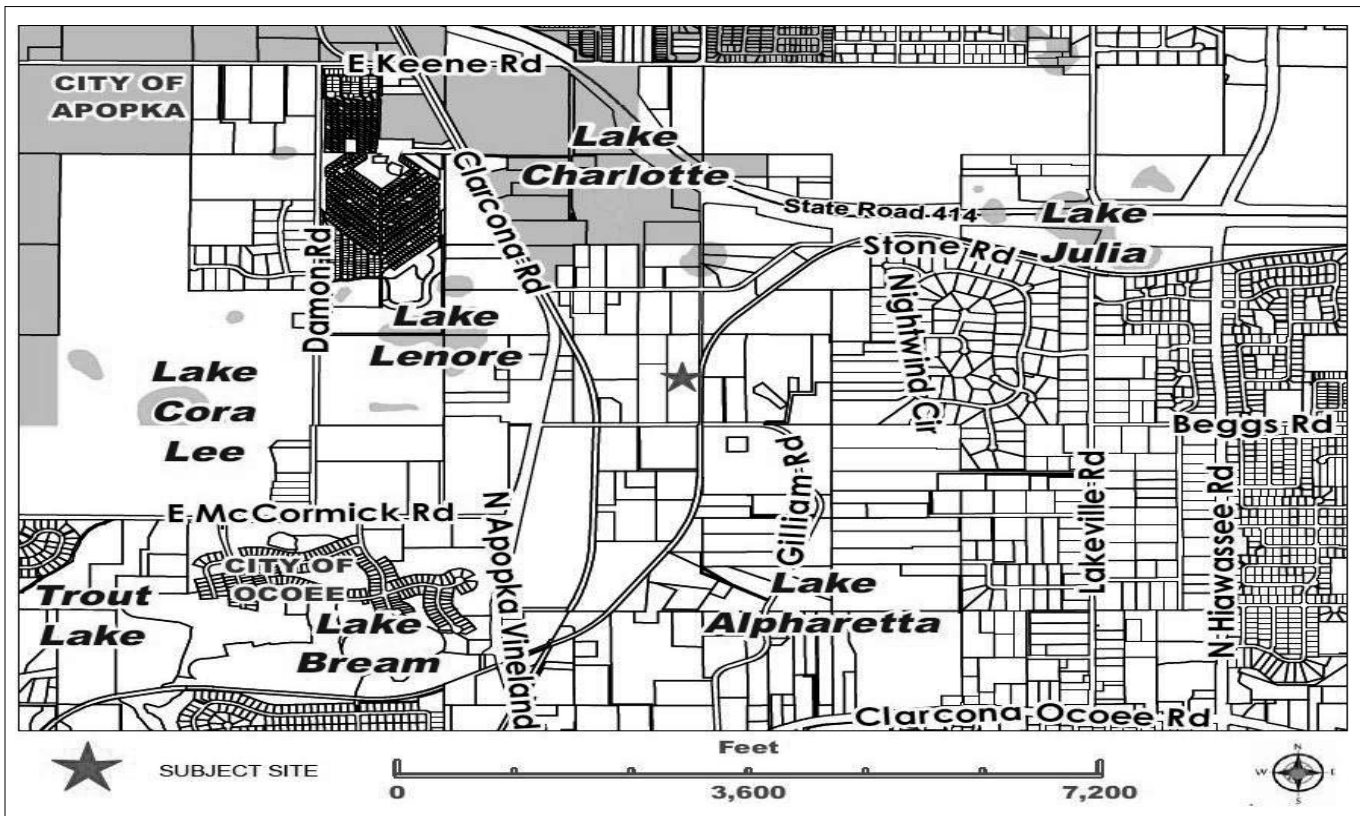 E Keene Rd
CITY OF
APOPKA
Lake
Charlotte
Clarcona Rd
State Road 414
Lake
Julia
Stone Rd
Damon Rd
Nightwind Cir
Lake
Lenore
Lake
Cora
Lee
Beggs Rd
Gilliam Rd
Lakeville Rd
N Hiawassee Rd
E McCormick Rd
N Apopka Vineland
CITY OF
OCOEE
Trout
Lake
Lake
Bream
Lake
Alpharetta
Clarcona Ocoee Rd
SUBJECT SITE
Feet
0
3,600
7,200
N
W
E
S